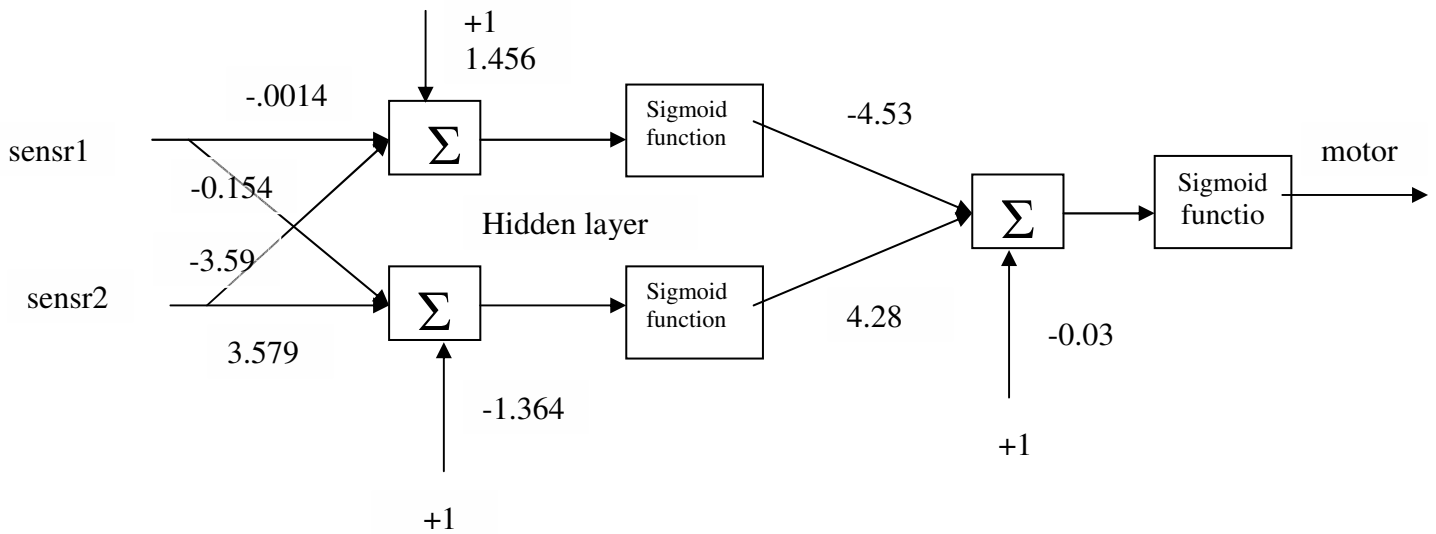 +1
1.456
-.0014
sensr1
-0.154
-3.59
sensr2
3.579
Σ
Σ
+1
-1.364
Hidden layer
Sigmoid
function
Sigmoid
function
-4.53
4.28
Σ
-0.03
+1
Sigmoid
functio
motor